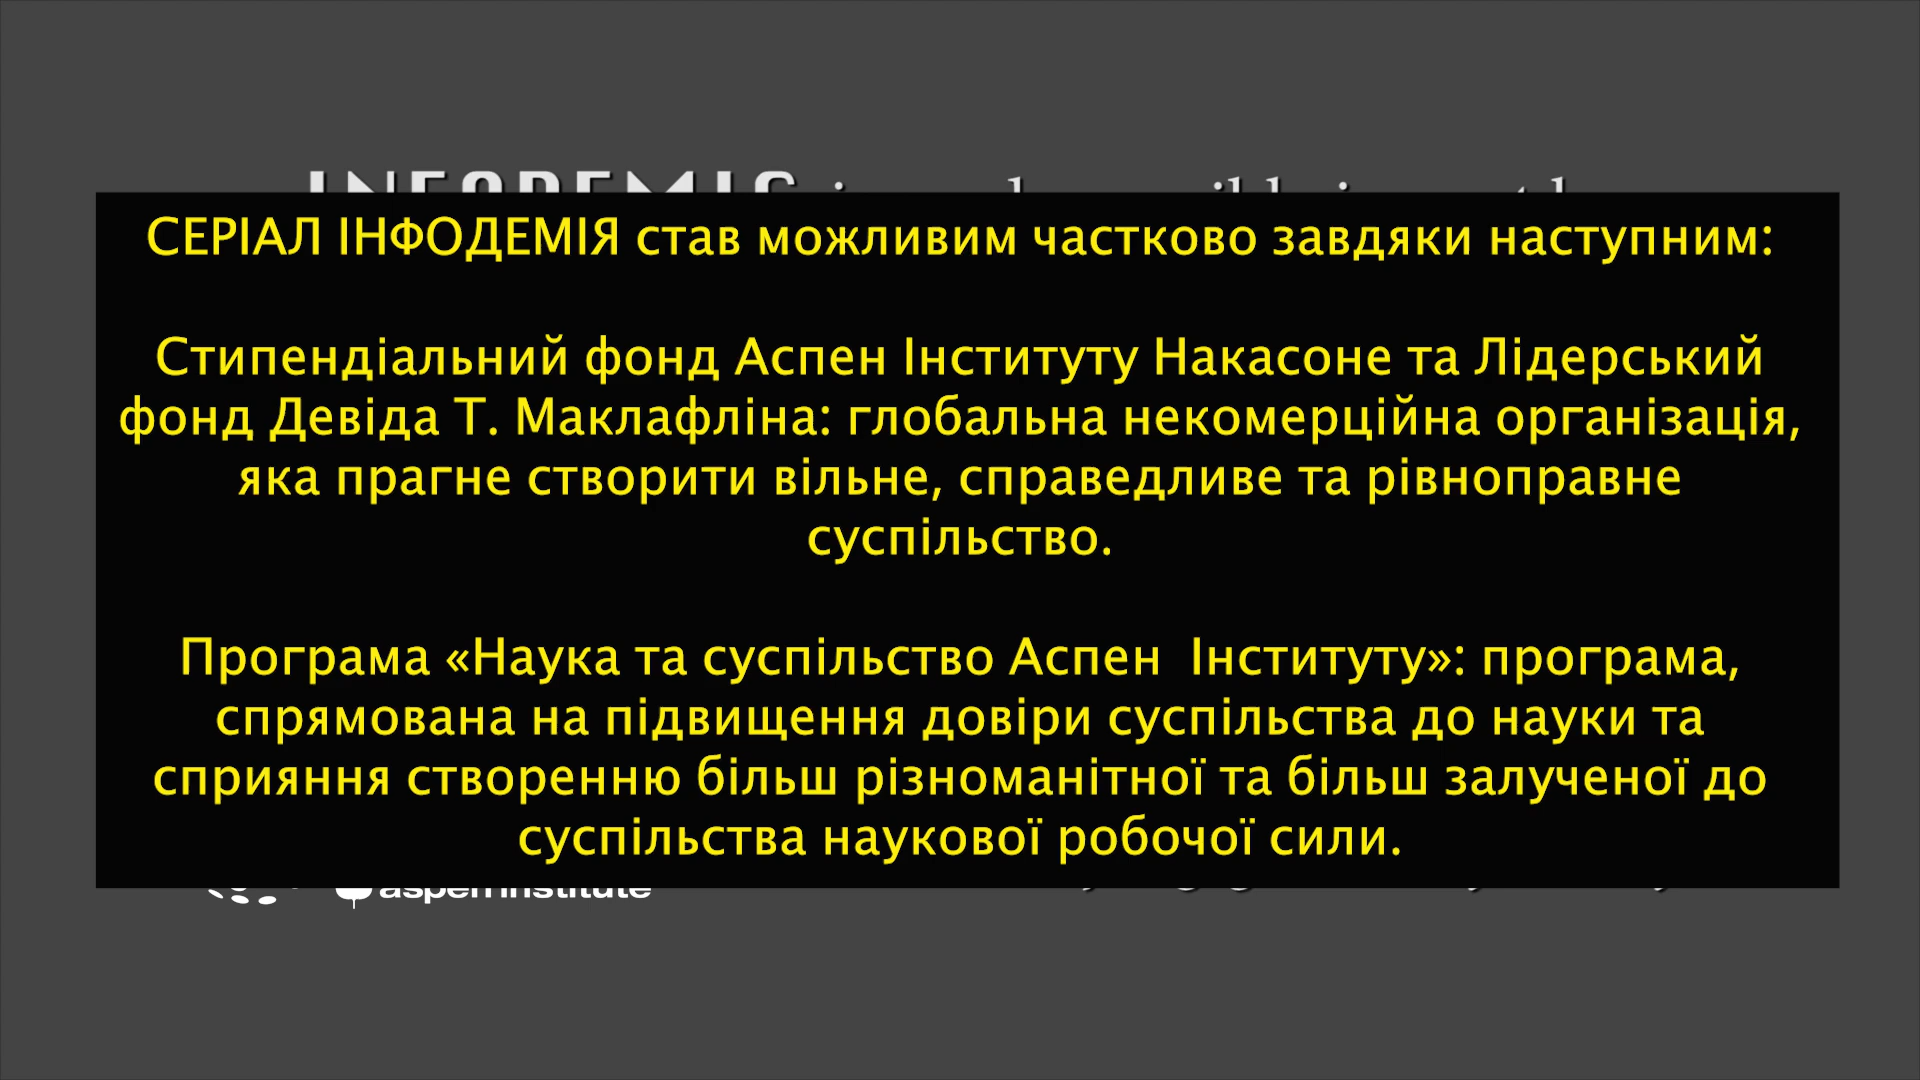 СЕРІАЛ ІНФОДЕМІЯ став можливим частково завдяки наступним:
Стипендіальний фонд Аспен Інституту Накасоне та Лідерський
фонд Девіда Т. Маклафліна: глобальна некомерційна організація,
яка прагне створити вільне, справедливе та рівноправне
суспільство.
Програма «Наука та суспільство Аспен  Інституту»: програма,
спрямована на підвищення довіри суспільства до науки та
сприяння створенню більш різноманітної та більш залученої до
суспільства наукової робочої сили.
aspen institute